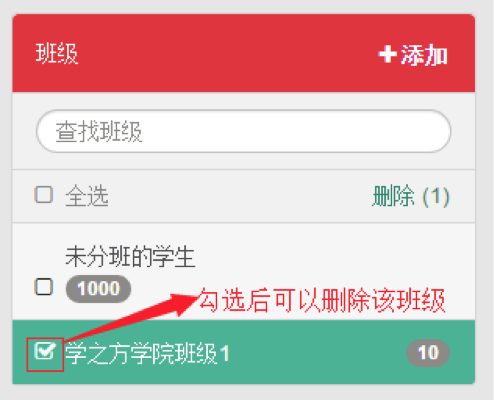 班级 添加
查找班级
全选 删除 (1)
未分班的学生
1000
勾选后可以删除该班级
学之方学院班级1 10